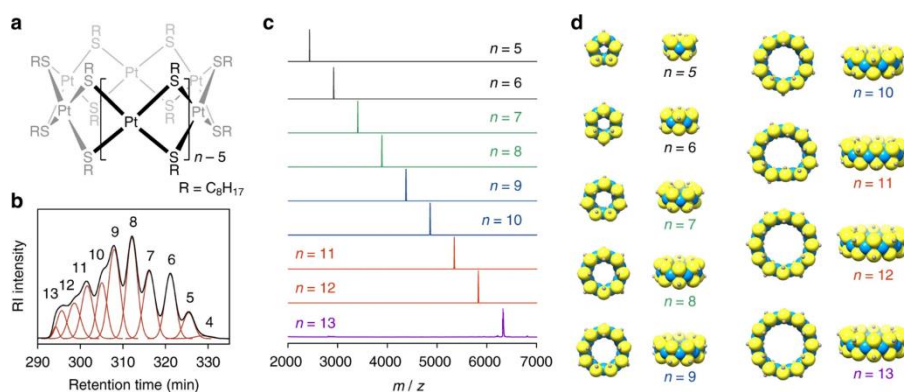 a
R
R
R
S
S
S
R
R
RS
S
Pt
S
SR
Pt
Pt
S
S
S
S
Pt
Pt
Pt
RS
SR
S
S
n – 5
R
R
R = C₈H₁₇
b
RI intensity
13
12
11
10
9
8
7
6
5
4
290
300
310
320
330
Retention time (min)
c
n = 5
n = 6
n = 7
n = 8
n = 9
n = 10
n = 11
n = 12
n = 13
2000
3000
4000
5000
6000
7000
m / z
d
n = 5
n = 6
n = 7
n = 8
n = 9
n = 10
n = 11
n = 12
n = 13